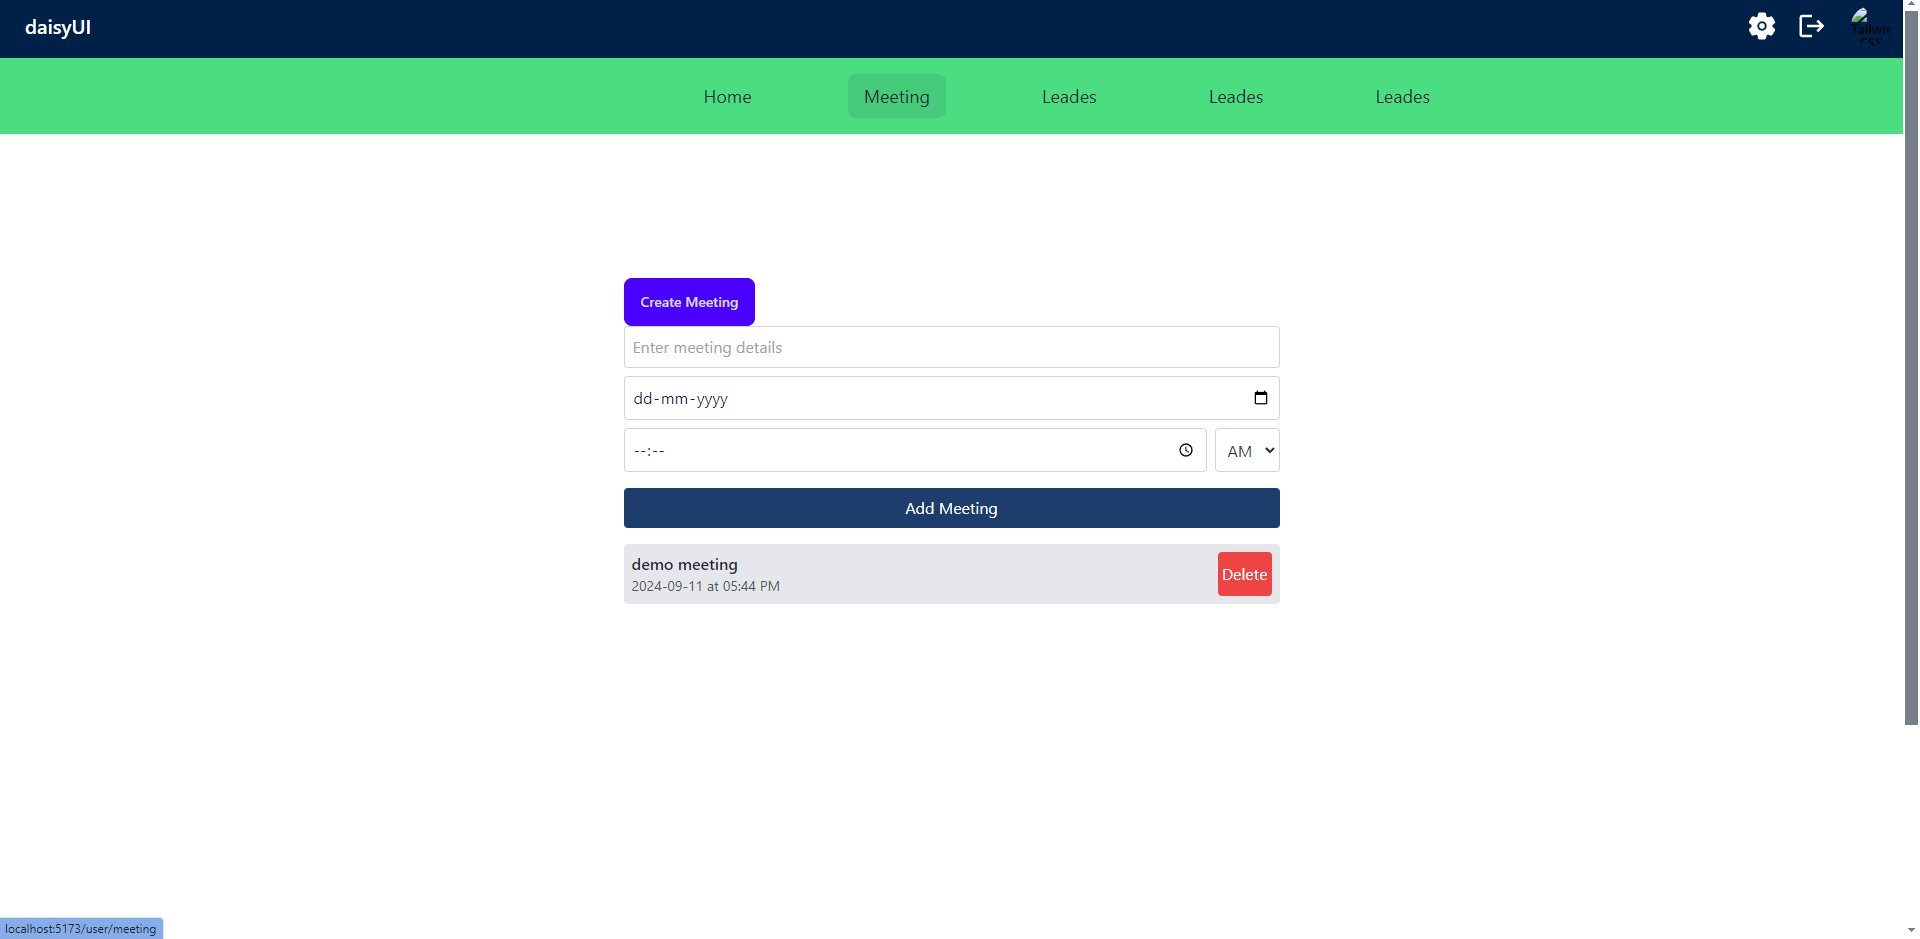 daisyUI
Tailwin
CSS
Home Meeting Leades Leades Leades
Create Meeting
Enter meeting details
dd-mm-yyyy
--:-- AM
Add Meeting
demo meeting
2024-09-11 at 05:44 PM
Delete
localhost:5173/user/meeting